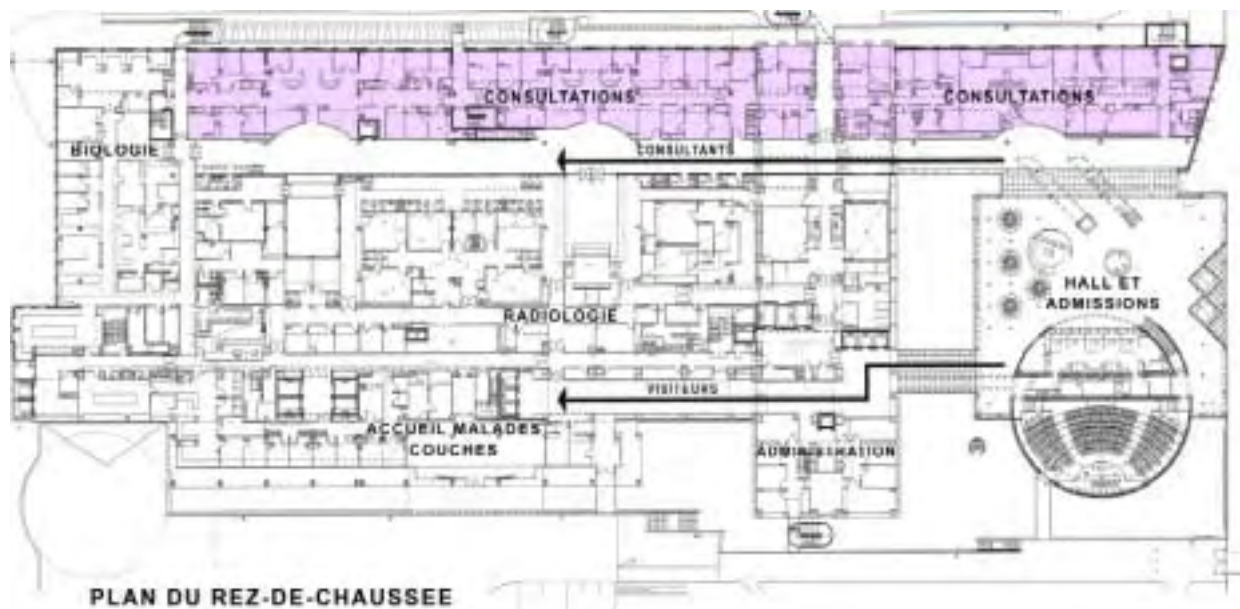 CONSULTATIONS
CONSULTATIONS
BIOLOGIE
CONSULTANTS
HALL ET
ADMISSIONS
RADIOLOGIE
VISITEURS
ACCUEIL MALADES
COUCHES
ADMINISTRATION
PLAN DU REZ-DE-CHAUSSEE